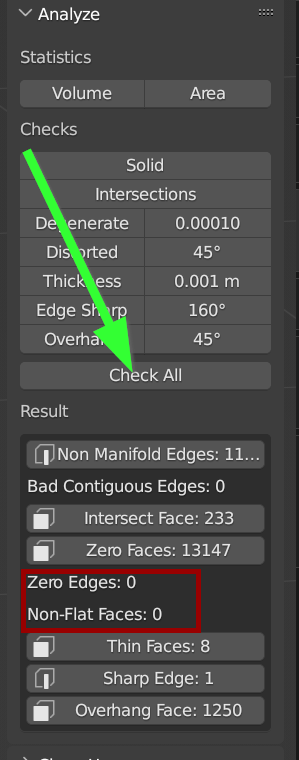 Analyze
Statistics
Volume Area
Checks
Solid
Intersections
Degenerate 0.00010
Distorted 45°
Thickness 0.001 m
Edge Sharp 160°
Overhang 45°
Check All
Result
Non Manifold Edges: 11...
Bad Contiguous Edges: 0
Intersect Face: 233
Zero Faces: 13147
Zero Edges: 0
Non-Flat Faces: 0
Thin Faces: 8
Sharp Edge: 1
Overhang Face: 1250